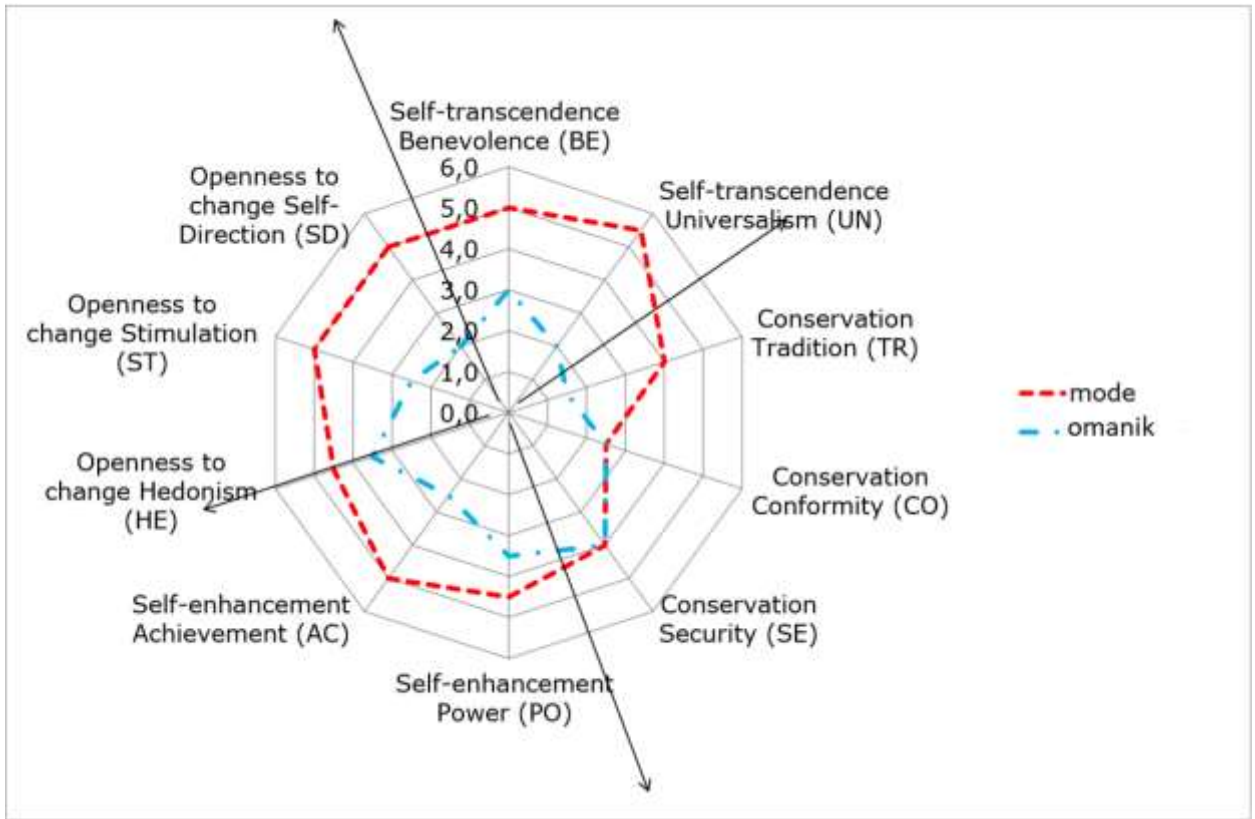 Self-transcendence
Benevolence (BE)
Self-transcendence
Universalism (UN)
Conservation
Tradition (TR)
Conservation
Conformity (CO)
Conservation
Security (SE)
Self-enhancement
Power (PO)
Self-enhancement
Achievement (AC)
Openness to
change Hedonism
(HE)
Openness to
change Stimulation
(ST)
Openness to
change Self-
Direction (SD)
6,0
5,0
4,0
3,0
2,0
1,0
0,0
mode
omanik